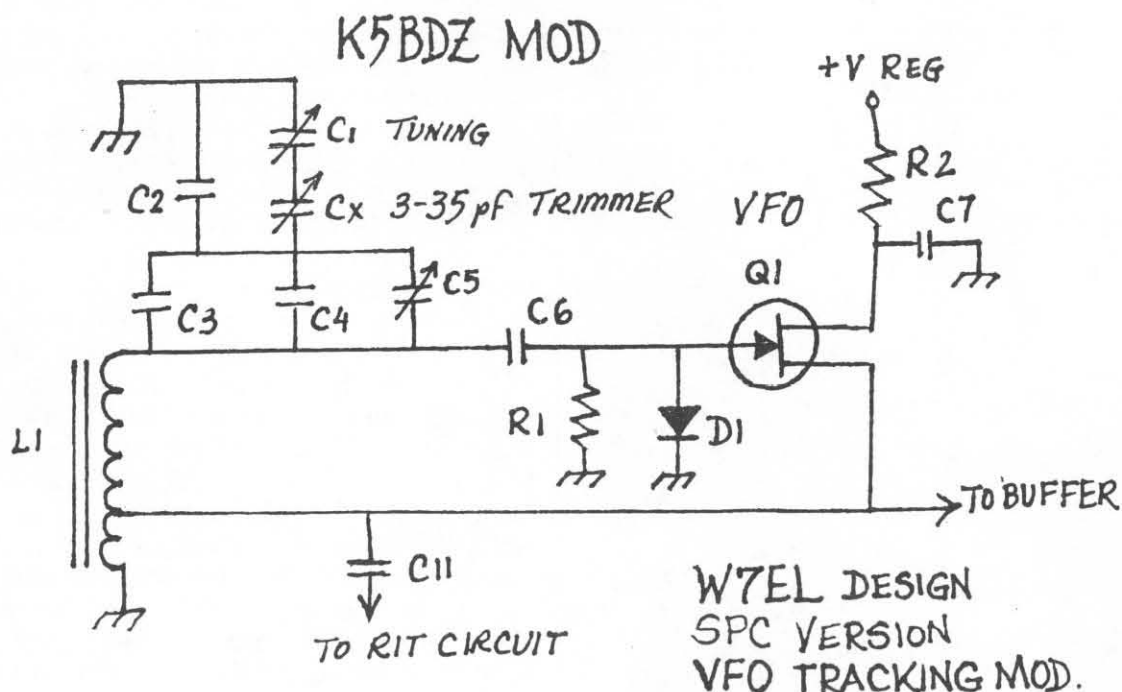 K5BDZ MOD
+V REG
C1 TUNING
R2
C2
Cx 3-35pf TRIMMER
VFO
C7
Q1
C5
C3
C4
C6
L1
R1
D1
TO BUFFER
C11
TO RIT CIRCUIT
W7EL DESIGN
SPC VERSION
VFO TRACKING MOD.